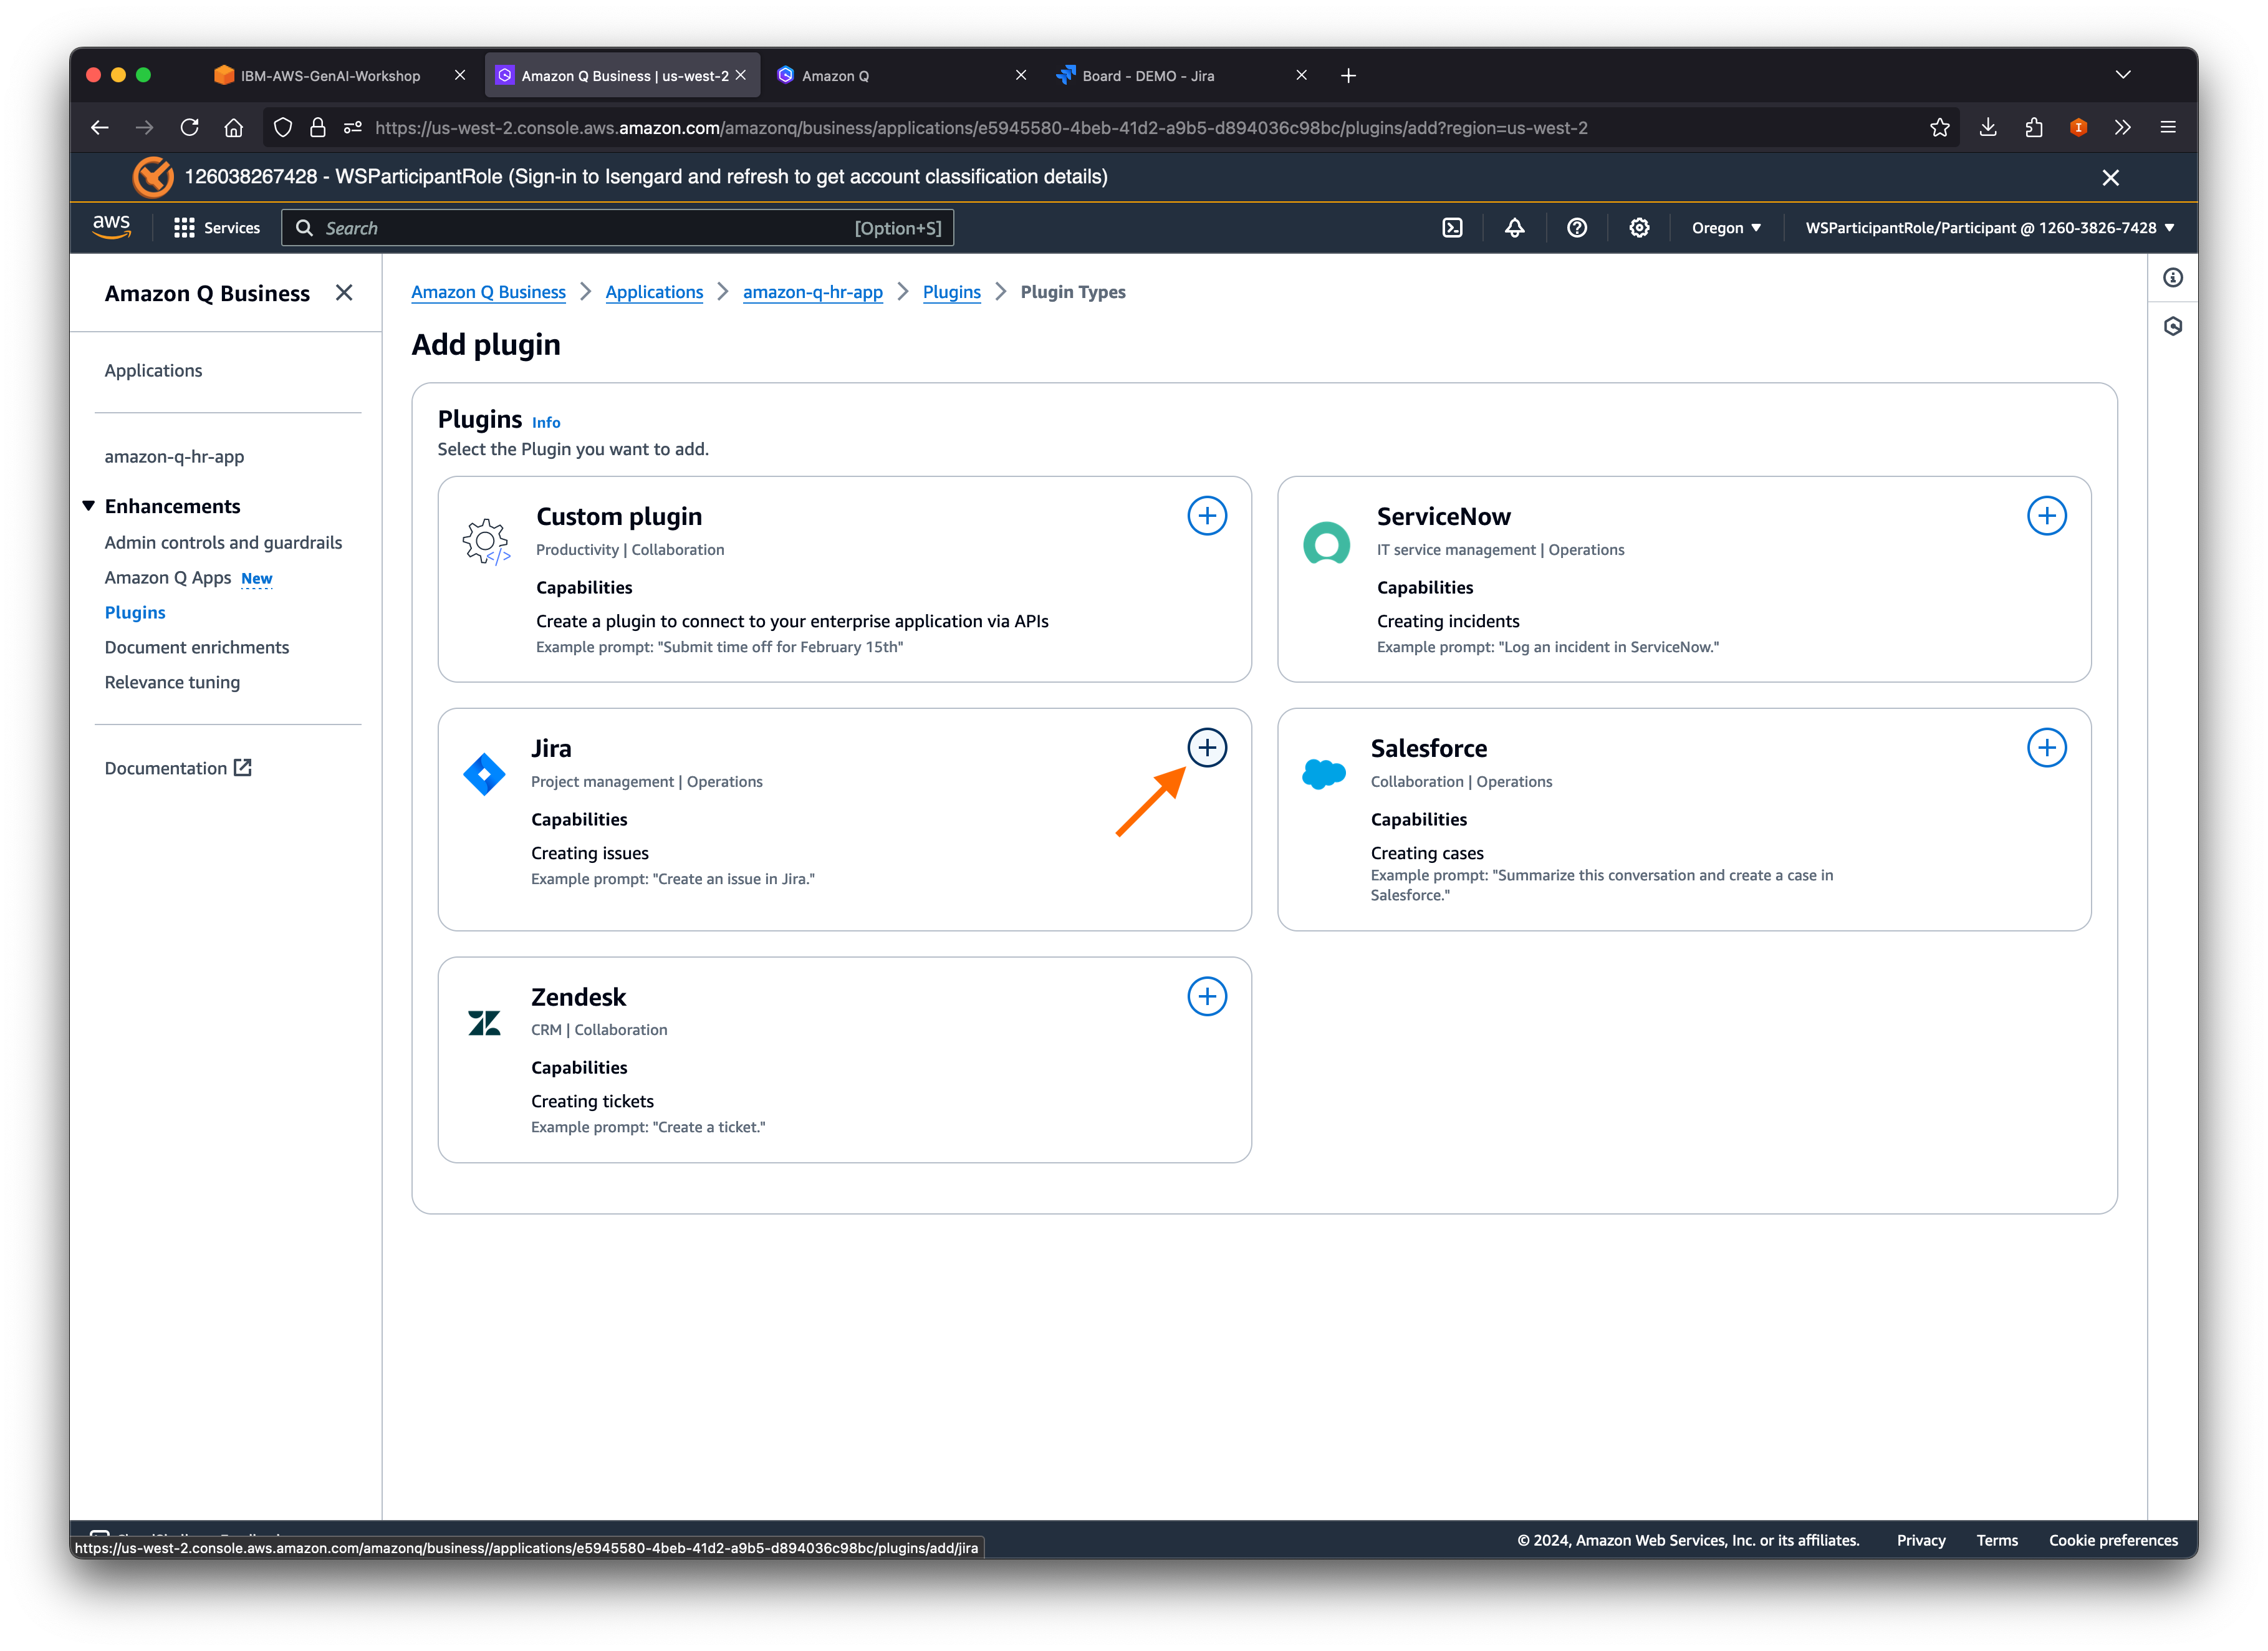 IBM-AWS-GenAI-Workshop
Amazon Q Business | us-west-2
Amazon Q
Board - DEMO - Jira
https://us-west-2.console.aws.amazon.com/amazonq/business/applications/e5945580-4beb-41d2-a9b5-d894036c98bc/plugins/add?region=us-west-2
126038267428 - WSParticipantRole (Sign-in to Isengard and refresh to get account classification details)
aws
Services
Search
[Option+S]
Oregon
WSParticipantRole/Participant @ 1260-3826-7428
Amazon Q Business
Applications
amazon-q-hr-app
Enhancements
Admin controls and guardrails
Amazon Q Apps New
Plugins
Document enrichments
Relevance tuning
Documentation
Amazon Q Business > Applications > amazon-q-hr-app > Plugins > Plugin Types
Add plugin
Plugins Info
Select the Plugin you want to add.
Custom plugin
Productivity | Collaboration
Capabilities
Create a plugin to connect to your enterprise application via APIs
Example prompt: "Submit time off for February 15th"
ServiceNow
IT service management | Operations
Capabilities
Creating incidents
Example prompt: "Log an incident in ServiceNow."
Jira
Project management | Operations
Capabilities
Creating issues
Example prompt: "Create an issue in Jira."
Salesforce
Collaboration | Operations
Capabilities
Creating cases
Example prompt: "Summarize this conversation and create a case in
Salesforce."
Zendesk
CRM | Collaboration
Capabilities
Creating tickets
Example prompt: "Create a ticket."
https://us-west-2.console.aws.amazon.com/amazonq/business//applications/e5945580-4beb-41d2-a9b5-d894036c98bc/plugins/add/jira
© 2024, Amazon Web Services, Inc. or its affiliates.
Privacy
Terms
Cookie preferences